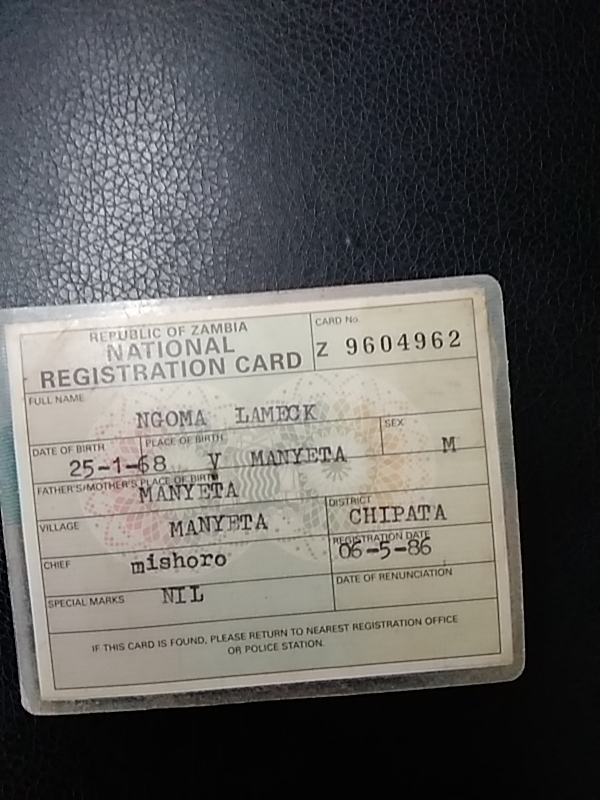 REPUBLIC OF ZAMBIA
NATIONAL
REGISTRATION CARD
CARD No.
Z 9604962
FULL NAME
NGOMA LAMECK
SEX
M
DATE OF BIRTH
25-1-68
PLACE OF BIRTH
V MANYETA
FATHER'S/MOTHER'S PLACE OF BIRTH
MANYETA
VILLAGE
MANYETA
DISTRICT
CHIPATA
CHIEF
mishoro
REGISTRATION DATE
06-5-86
SPECIAL MARKS
NIL
DATE OF RENUNCIATION
IF THIS CARD IS FOUND, PLEASE RETURN TO NEAREST REGISTRATION OFFICE
OR POLICE STATION.